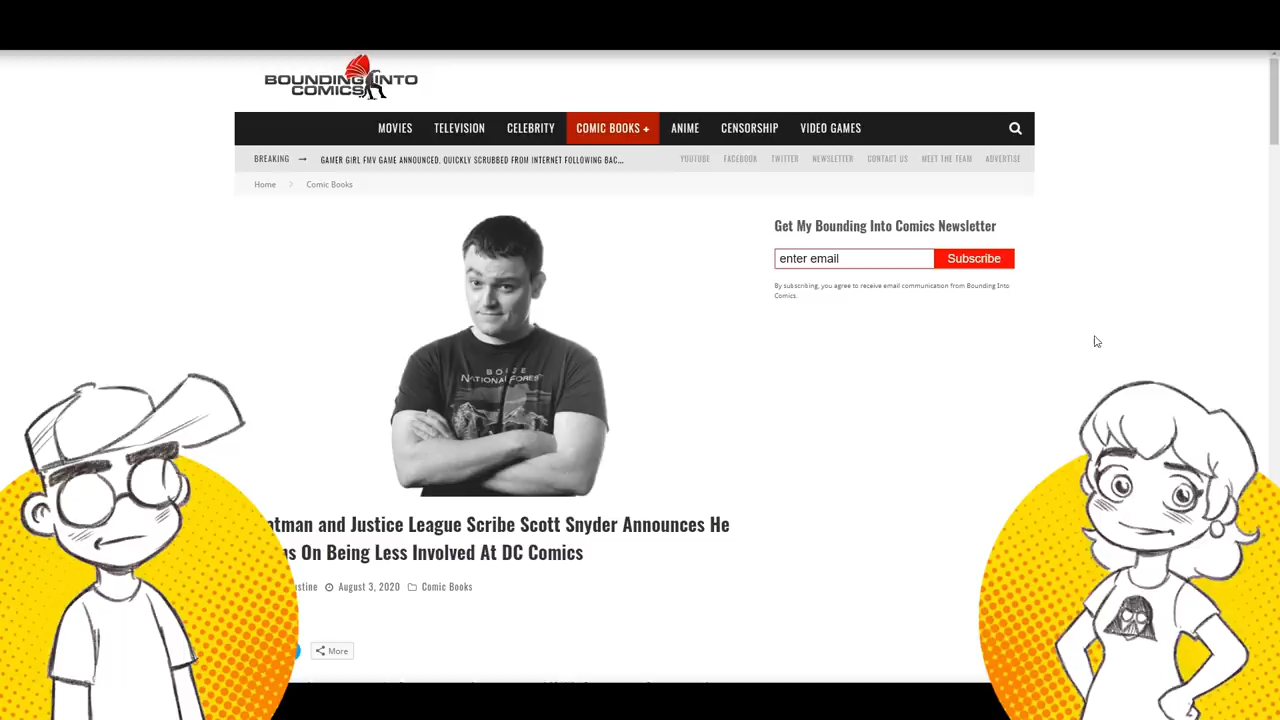 BOUNDING INTO
COMICS
MOVIES TELEVISION CELEBRITY COMIC BOOKS + ANIME CENSORSHIP VIDEO GAMES
BREAKING → GAMER GIRL FMV GAME ANNOUNCED, QUICKLY SCRUBBED FROM INTERNET FOLLOWING BAC... YOUTUBE FACEBOOK TWITTER NEWSLETTER CONTACT US MEET THE TEAM ADVERTISE
Home Comic Books
Get My Bounding Into Comics Newsletter
enter email Subscribe
By subscribing, you agree to receive email communication from Bounding Into
Comics.
BOISE
NATIONAL FOREST
tman and Justice League Scribe Scott Snyder Announces He
s On Being Less Involved At DC Comics
stine August 3, 2020 Comic Books
More